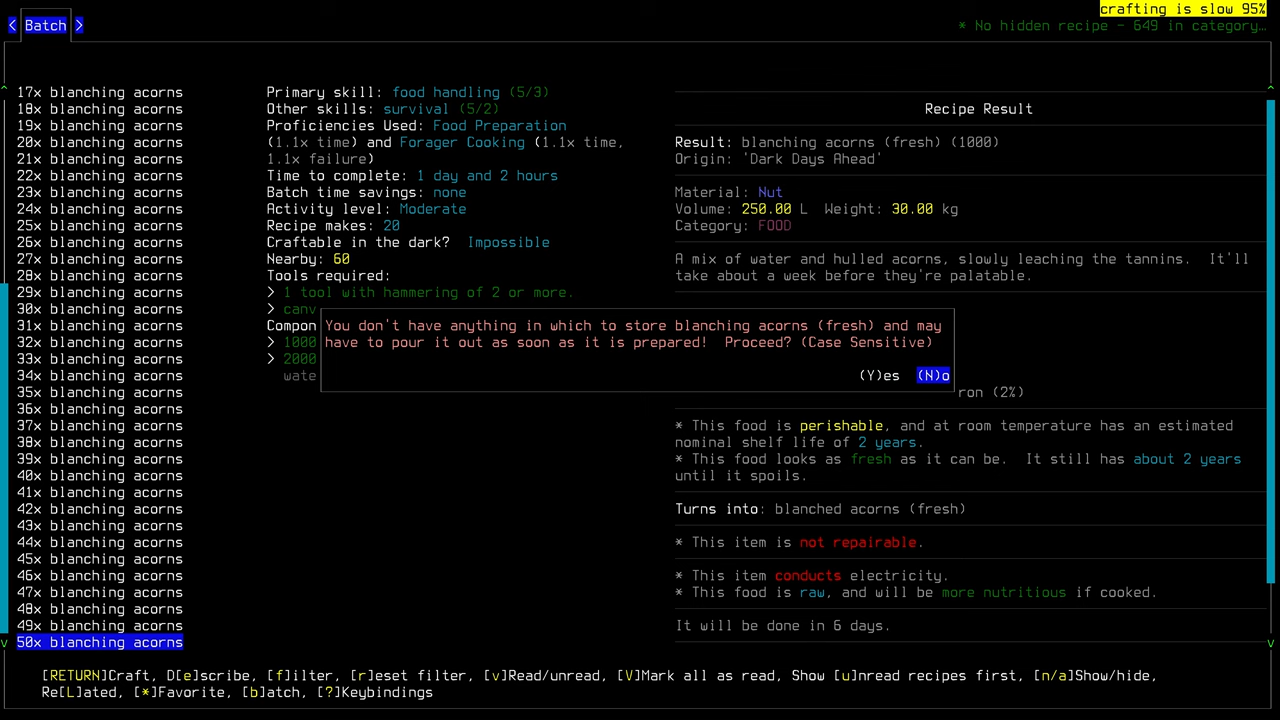 crafting is slow 95%
< Batch >
* No hidden recipe - 649 in category…
17x blanching acorns
18x blanching acorns
19x blanching acorns
20x blanching acorns
21x blanching acorns
22x blanching acorns
23x blanching acorns
24x blanching acorns
25x blanching acorns
26x blanching acorns
27x blanching acorns
28x blanching acorns
29x blanching acorns
30x blanching acorns
31x blanching acorns
32x blanching acorns
33x blanching acorns
34x blanching acorns
35x blanching acorns
36x blanching acorns
37x blanching acorns
38x blanching acorns
39x blanching acorns
40x blanching acorns
41x blanching acorns
42x blanching acorns
43x blanching acorns
44x blanching acorns
45x blanching acorns
46x blanching acorns
47x blanching acorns
48x blanching acorns
49x blanching acorns
50x blanching acorns
Primary skill: food handling (5/3)
Other skills: survival (5/2)
Proficiencies Used: Food Preparation
(1.1x time) and Forager Cooking (1.1x time,
1.1x failure)
Time to complete: 1 day and 2 hours
Batch time savings: none
Activity level: Moderate
Recipe makes: 20
Craftable in the dark? Impossible
Nearby: 60
Tools required:
> 1 tool with hammering of 2 or more.
> canv
Compon
> 1000
> 2000
wate
You don't have anything in which to store blanching acorns (fresh) and may
have to pour it out as soon as it is prepared! Proceed? (Case Sensitive)
(Y)es (N)o
Recipe Result
Result: blanching acorns (fresh) (1000)
Origin: 'Dark Days Ahead'
Material: Nut
Volume: 250.00 L Weight: 30.00 kg
Category: FOOD
A mix of water and hulled acorns, slowly leaching the tannins. It'll
take about a week before they're palatable.
ron (2%)
* This food is perishable, and at room temperature has an estimated
nominal shelf life of 2 years.
* This food looks as fresh as it can be. It still has about 2 years
until it spoils.
Turns into: blanched acorns (fresh)
* This item is not repairable.
* This item conducts electricity.
* This food is raw, and will be more nutritious if cooked.
It will be done in 6 days.
[RETURN]Craft, D[e]scribe, [f]ilter, [r]eset filter, [v]Read/unread, [V]Mark all as read, Show [u]nread recipes first, [n/a]Show/hide,
Re[L]ated, [*]Favorite, [b]atch, [?]Keybindings